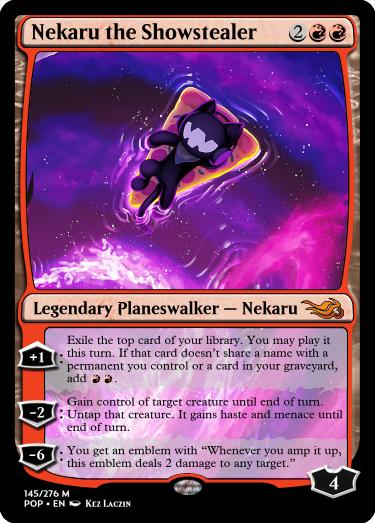 Nekaru the Showstealer 2
Legendary Planeswalker — Nekaru
+1
Exile the top card of your library. You may play it
this turn. If that card doesn't share a name with a
permanent you control or a card in your graveyard,
add
-2
Gain control of target creature until end of turn.
Untap that creature. It gains haste and menace until
end of turn.
-6
You get an emblem with “Whenever you amp it up,
this emblem deals 2 damage to any target.”
4
145/276 M
POP • EN Kez Laczin